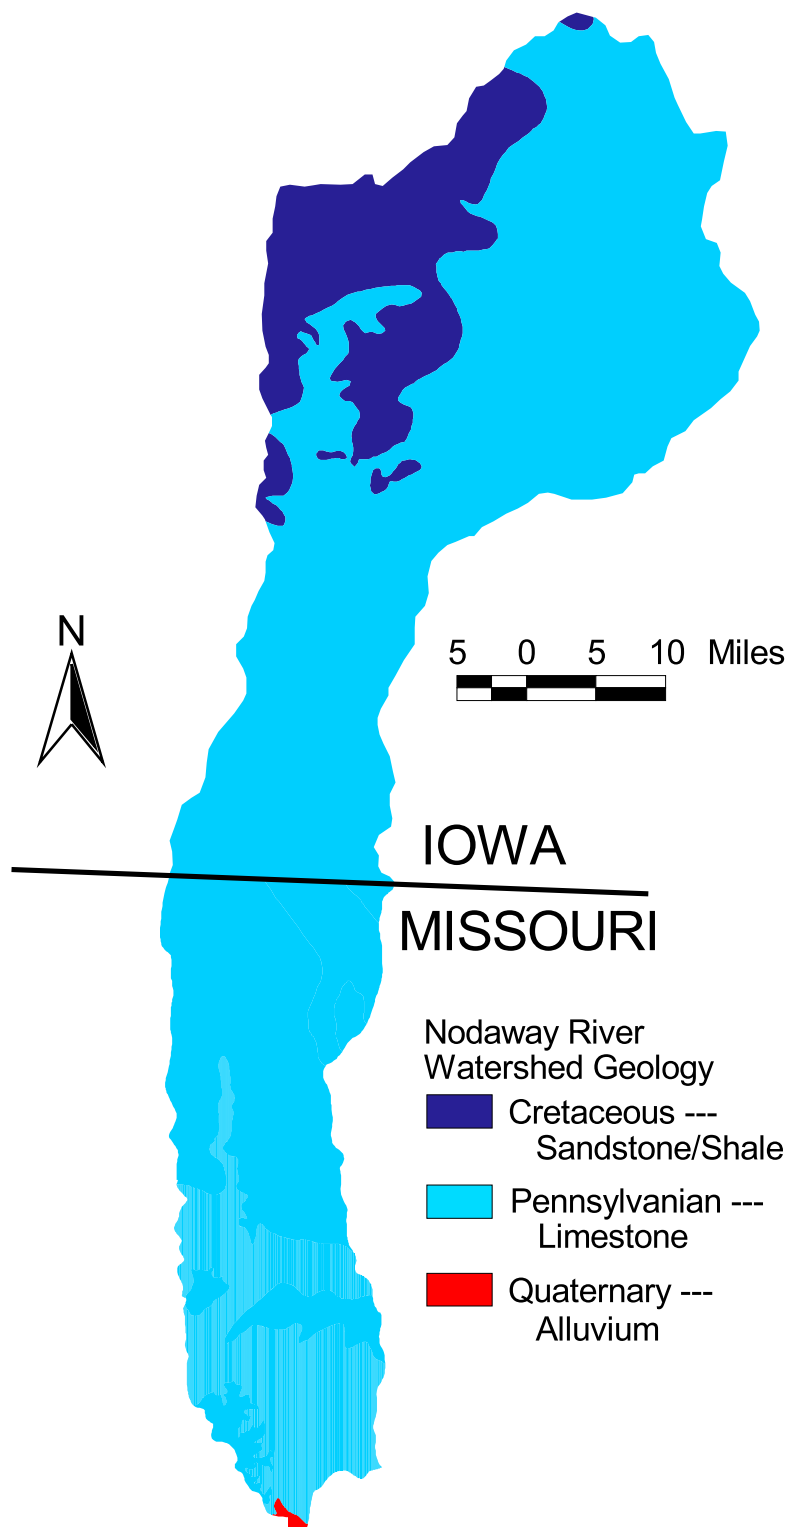 N
5 0 5 10 Miles
IOWA
MISSOURI
Nodaway River
Watershed Geology
Cretaceous ---
Sandstone/Shale
Pennsylvanian ---
Limestone
Quaternary ---
Alluvium